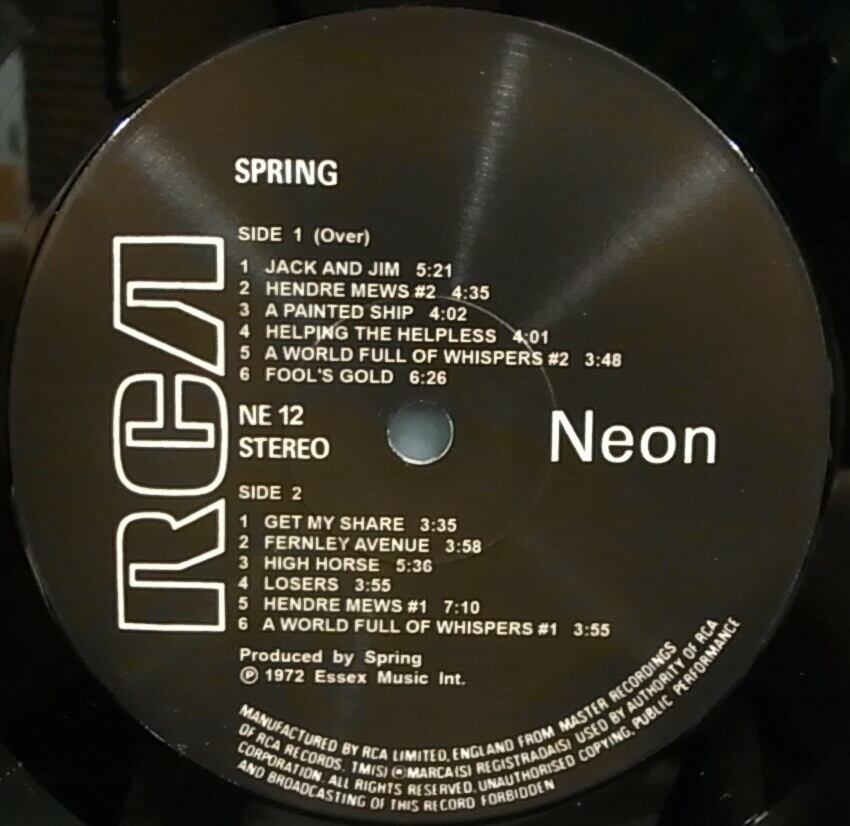 SPRING
SIDE 1 (Over)
1 JACK AND JIM 5:21
2 HENDRE MEWS #2 4:35
3 A PAINTED SHIP 4:02
4 HELPING THE HELPLESS 4:01
5 A WORLD FULL OF WHISPERS #2 3:48
6 FOOL'S GOLD 6:26
RCA
NE 12
STEREO
Neon
SIDE 2
1 GET MY SHARE 3:35
2 FERNLEY AVENUE 3:58
3 HIGH HORSE 5:36
4 LOSERS 3:55
5 HENDRE MEWS #1 7:10
6 A WORLD FULL OF WHISPERS #1 3:55
Produced by Spring
℗ 1972 Essex Music Int.
MANUFACTURED BY RCA LIMITED, ENGLAND FROM MASTER RECORDINGS
OF RCA RECORDS. TM(S) ® MARCA(S) REGISTRADA(S) USED BY AUTHORITY OF RCA
CORPORATION. ALL RIGHTS RESERVED. UNAUTHORISED COPYING, PUBLIC PERFORMANCE
AND BROADCASTING OF THIS RECORD FORBIDDEN